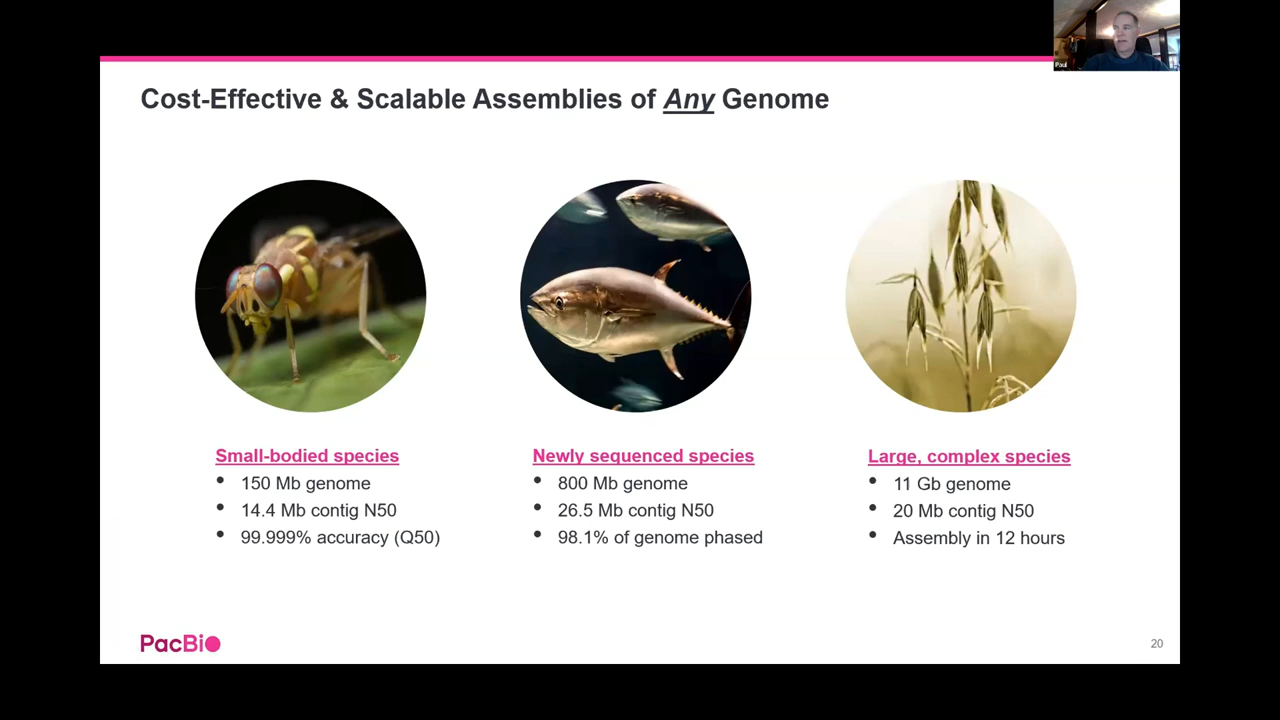 Paul
Cost-Effective & Scalable Assemblies of Any Genome
Small-bodied species
• 150 Mb genome
• 14.4 Mb contig N50
• 99.999% accuracy (Q50)
Newly sequenced species
• 800 Mb genome
• 26.5 Mb contig N50
• 98.1% of genome phased
Large, complex species
• 11 Gb genome
• 20 Mb contig N50
• Assembly in 12 hours
PacBio
20